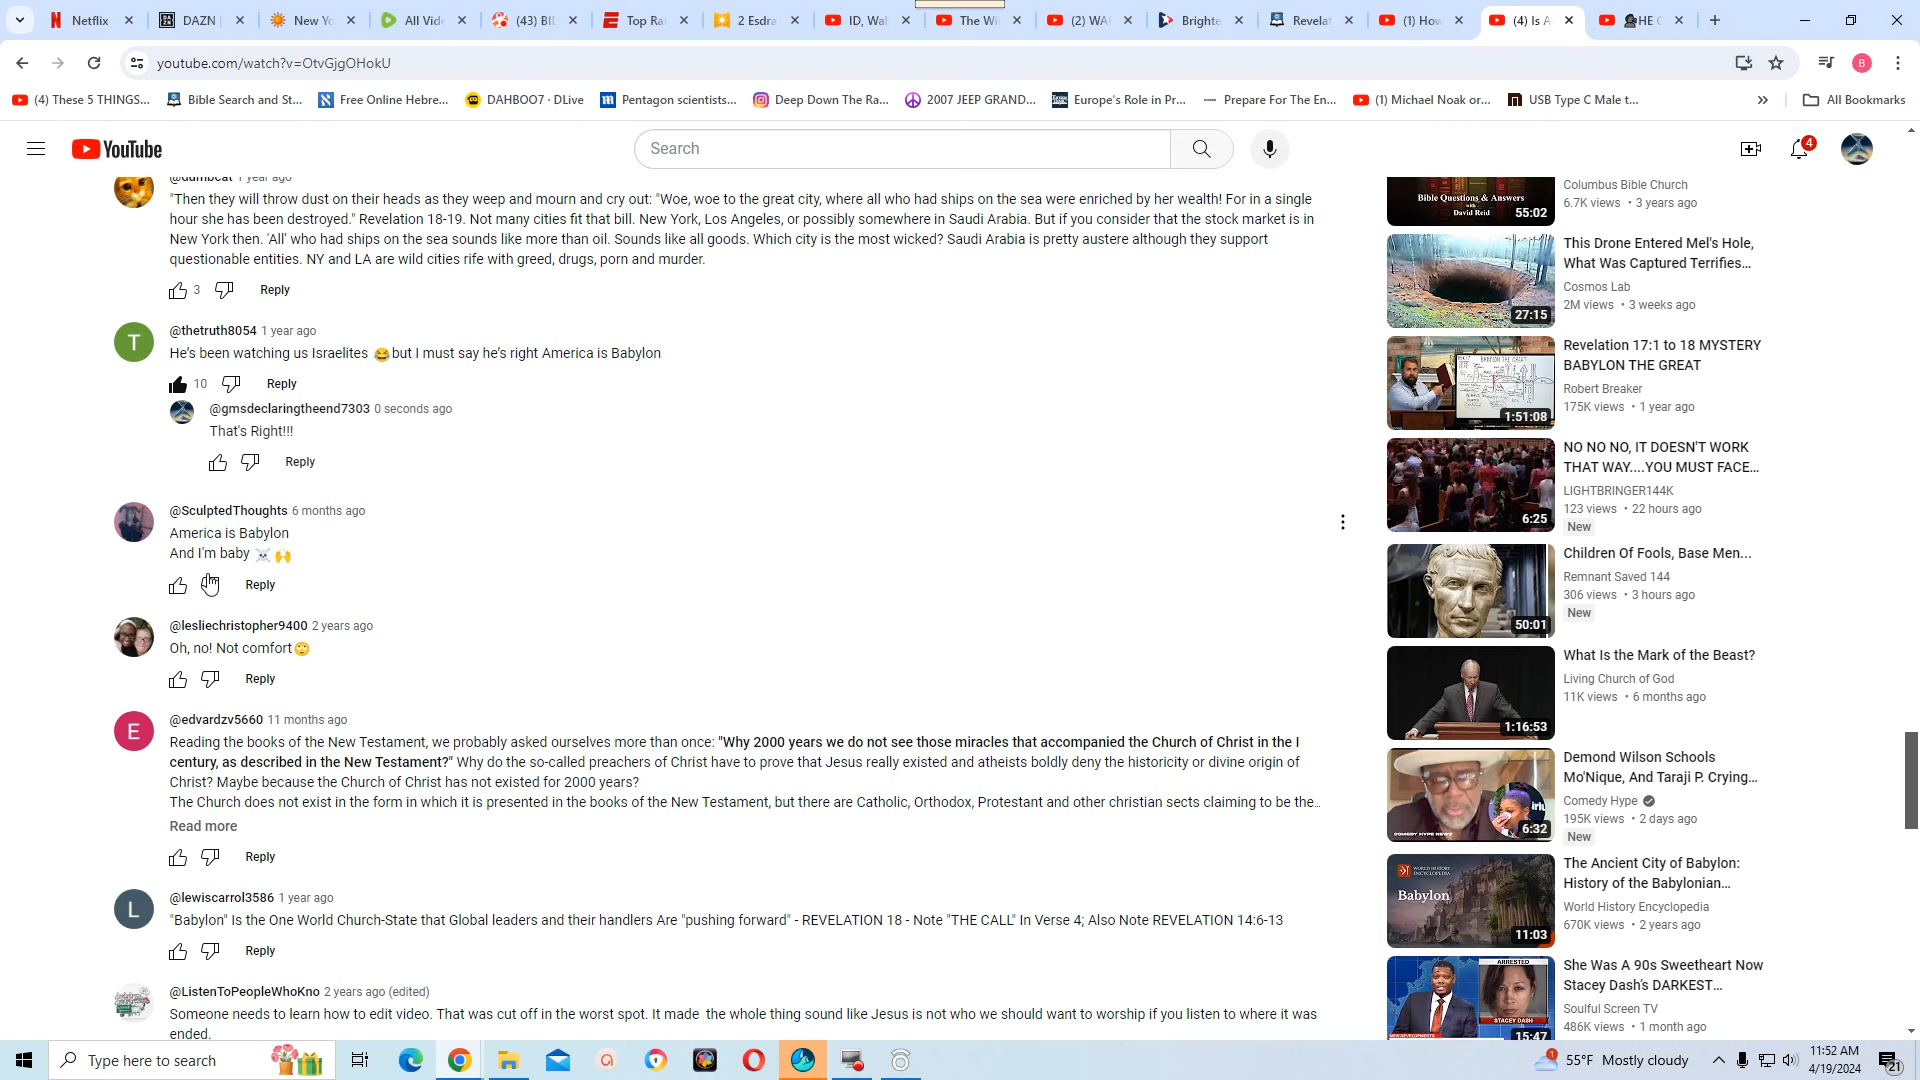 Netflix
DAZN
New Yo
All Vide
(43) BI
Top Ra
2 Esdra
ID, Wa
The Wi
(2) WA
Brighte
Revelat
(1) Hov
(4) Is A
HE
youtube.com/watch?v=OtvGjgOHokU
B
(4) These 5 THINGS...
Bible Search and St...
Free Online Hebre...
DAHBOO7 · DLive
Pentagon scientists...
Deep Down The Ra...
2007 JEEP GRAND...
Europe's Role in Pr...
Prepare For The En...
(1) Michael Noak or...
USB Type C Male t...
All Bookmarks
YouTube
Search
4
@dumbcat 1 year ago
"Then they will throw dust on their heads as they weep and mourn and cry out: "Woe, woe to the great city, where all who had ships on the sea were enriched by her wealth! For in a single
hour she has been destroyed." Revelation 18-19. Not many cities fit that bill. New York, Los Angeles, or possibly somewhere in Saudi Arabia. But if you consider that the stock market is in
New York then. 'All' who had ships on the sea sounds like more than oil. Sounds like all goods. Which city is the most wicked? Saudi Arabia is pretty austere although they support
questionable entities. NY and LA are wild cities rife with greed, drugs, porn and murder.
3 Reply
T
@thetruth8054 1 year ago
He's been watching us Israelites 😂 but I must say he's right America is Babylon
10 Reply
@gmsdeclaringtheend7303 0 seconds ago
That's Right!!!
Reply
@SculptedThoughts 6 months ago
America is Babylon
And I'm baby ☠️ 🙌
Reply
@lesliechristopher9400 2 years ago
Oh, no! Not comfort🙄
Reply
E
@edvardzv5660 11 months ago
Reading the books of the New Testament, we probably asked ourselves more than once: "Why 2000 years we do not see those miracles that accompanied the Church of Christ in the I
century, as described in the New Testament?" Why do the so-called preachers of Christ have to prove that Jesus really existed and atheists boldly deny the historicity or divine origin of
Christ? Maybe because the Church of Christ has not existed for 2000 years?
The Church does not exist in the form in which it is presented in the books of the New Testament, but there are Catholic, Orthodox, Protestant and other christian sects claiming to be the...
Read more
Reply
L
@lewiscarrol3586 1 year ago
"Babylon" Is the One World Church-State that Global leaders and their handlers Are "pushing forward" - REVELATION 18 - Note "THE CALL" In Verse 4; Also Note REVELATION 14:6-13
Reply
@ListenToPeopleWhoKno 2 years ago (edited)
Someone needs to learn how to edit video. That was cut off in the worst spot. It made the whole thing sound like Jesus is not who we should want to worship if you listen to where it was
ended.
Bible Questions & Answers
with
David Reid
55:02
Columbus Bible Church
6.7K views • 3 years ago
27:15
This Drone Entered Mel's Hole,
What Was Captured Terrifies...
Cosmos Lab
2M views • 3 weeks ago
1:51:08
Revelation 17:1 to 18 MYSTERY
BABYLON THE GREAT
Robert Breaker
175K views • 1 year ago
6:25
NO NO NO, IT DOESN'T WORK
THAT WAY....YOU MUST FACE...
LIGHTBRINGER144K
123 views • 22 hours ago
New
50:01
Children Of Fools, Base Men...
Remnant Saved 144
306 views • 3 hours ago
New
1:16:53
What Is the Mark of the Beast?
Living Church of God
11K views • 6 months ago
COMEDY HYPE NEWS
6:32
Demond Wilson Schools
Mo'Nique, And Taraji P. Crying...
Comedy Hype
195K views • 2 days ago
New
WORLD HISTORY
ENCYCLOPEDIA
Babylon
11:03
The Ancient City of Babylon:
History of the Babylonian...
World History Encyclopedia
670K views • 2 years ago
ARRESTED
STACEY DASH
NEW DEVELOPMENTS
15:47
She Was A 90s Sweetheart Now
Stacey Dash's DARKEST...
Soulful Screen TV
486K views • 1 month ago
Type here to search
1
55°F Mostly cloudy
11:52 AM
4/19/2024
21